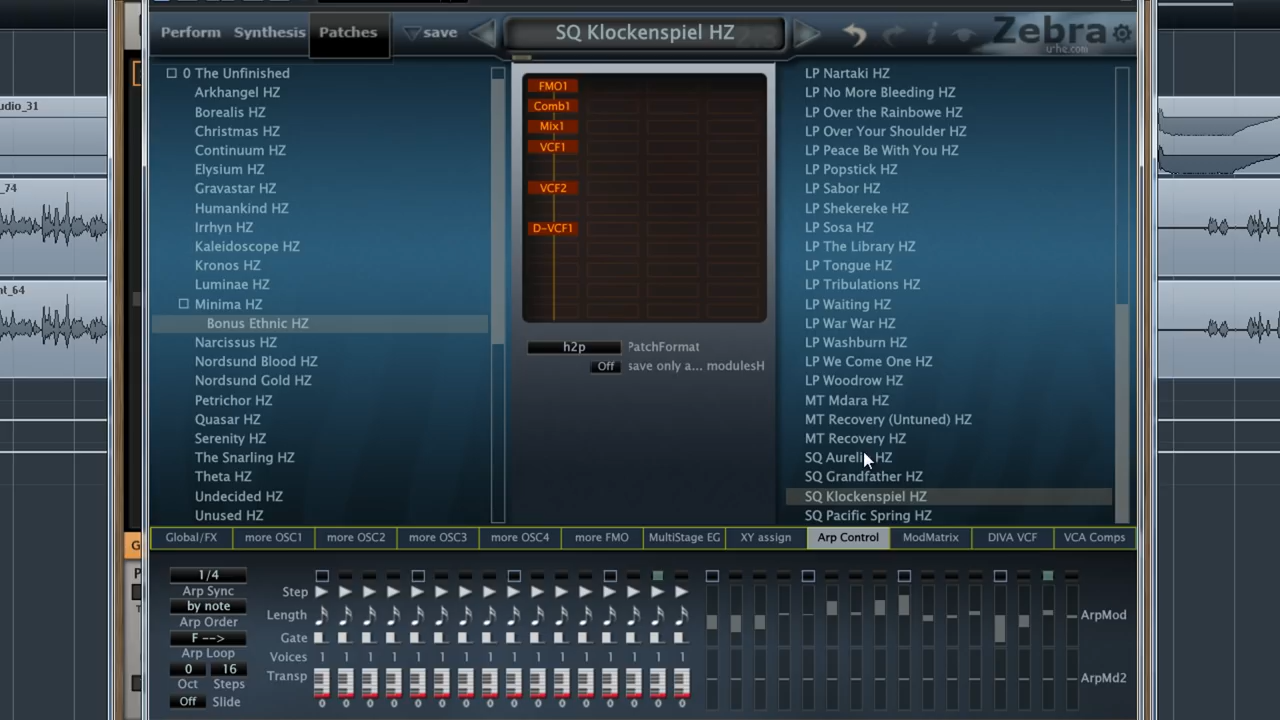 Perform Synthesis Patches save SQ Klockenspiel HZ Zebra
u-he.com
0 The Unfinished
Arkhangel HZ
Borealis HZ
Christmas HZ
Continuum HZ
Elysium HZ
Gravastar HZ
Humankind HZ
Irrhyn HZ
Kaleidoscope HZ
Kronos HZ
Luminae HZ
Minima HZ
Bonus Ethnic HZ
Narcissus HZ
Nordsund Blood HZ
Nordsund Gold HZ
Petrichor HZ
Quasar HZ
Serenity HZ
The Snarling HZ
Theta HZ
Undecided HZ
Unused HZ
FMO1
Comb1
Mix1
VCF1
VCF2
D-VCF1
h2p PatchFormat
Off save only a... modulesH
LP Nartaki HZ
LP No More Bleeding HZ
LP Over the Rainbowe HZ
LP Over Your Shoulder HZ
LP Peace Be With You HZ
LP Popstick HZ
LP Sabor HZ
LP Shekereke HZ
LP Sosa HZ
LP The Library HZ
LP Tongue HZ
LP Tribulations HZ
LP Waiting HZ
LP War War HZ
LP Washburn HZ
LP We Come One HZ
LP Woodrow HZ
MT Mdara HZ
MT Recovery (Untuned) HZ
MT Recovery HZ
SQ Aurelia HZ
SQ Grandfather HZ
SQ Klockenspiel HZ
SQ Pacific Spring HZ
udio_31
_74
nt_64
Global/FX more OSC1 more OSC2 more OSC3 more OSC4 more FMO MultiStage EG XY assign Arp Control ModMatrix DIVA VCF VCA Comps
1/4
Arp Sync
by note
Arp Order
F -->
Arp Loop
0 16
Oct Steps
Off Slide
Step
Length
Gate
Voices 1 1 1 1 1 1 1 1 1 1 1 1 1 1 1 1
Transp
0 0 0 0 0 0 0 0 0 0 0 0 0 0 0 0
ArpMod
ArpMd2